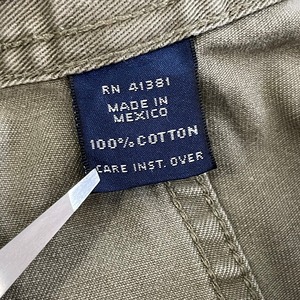 RN 41381
MADE IN
MEXICO
100% COTTON
CARE INST. OVER